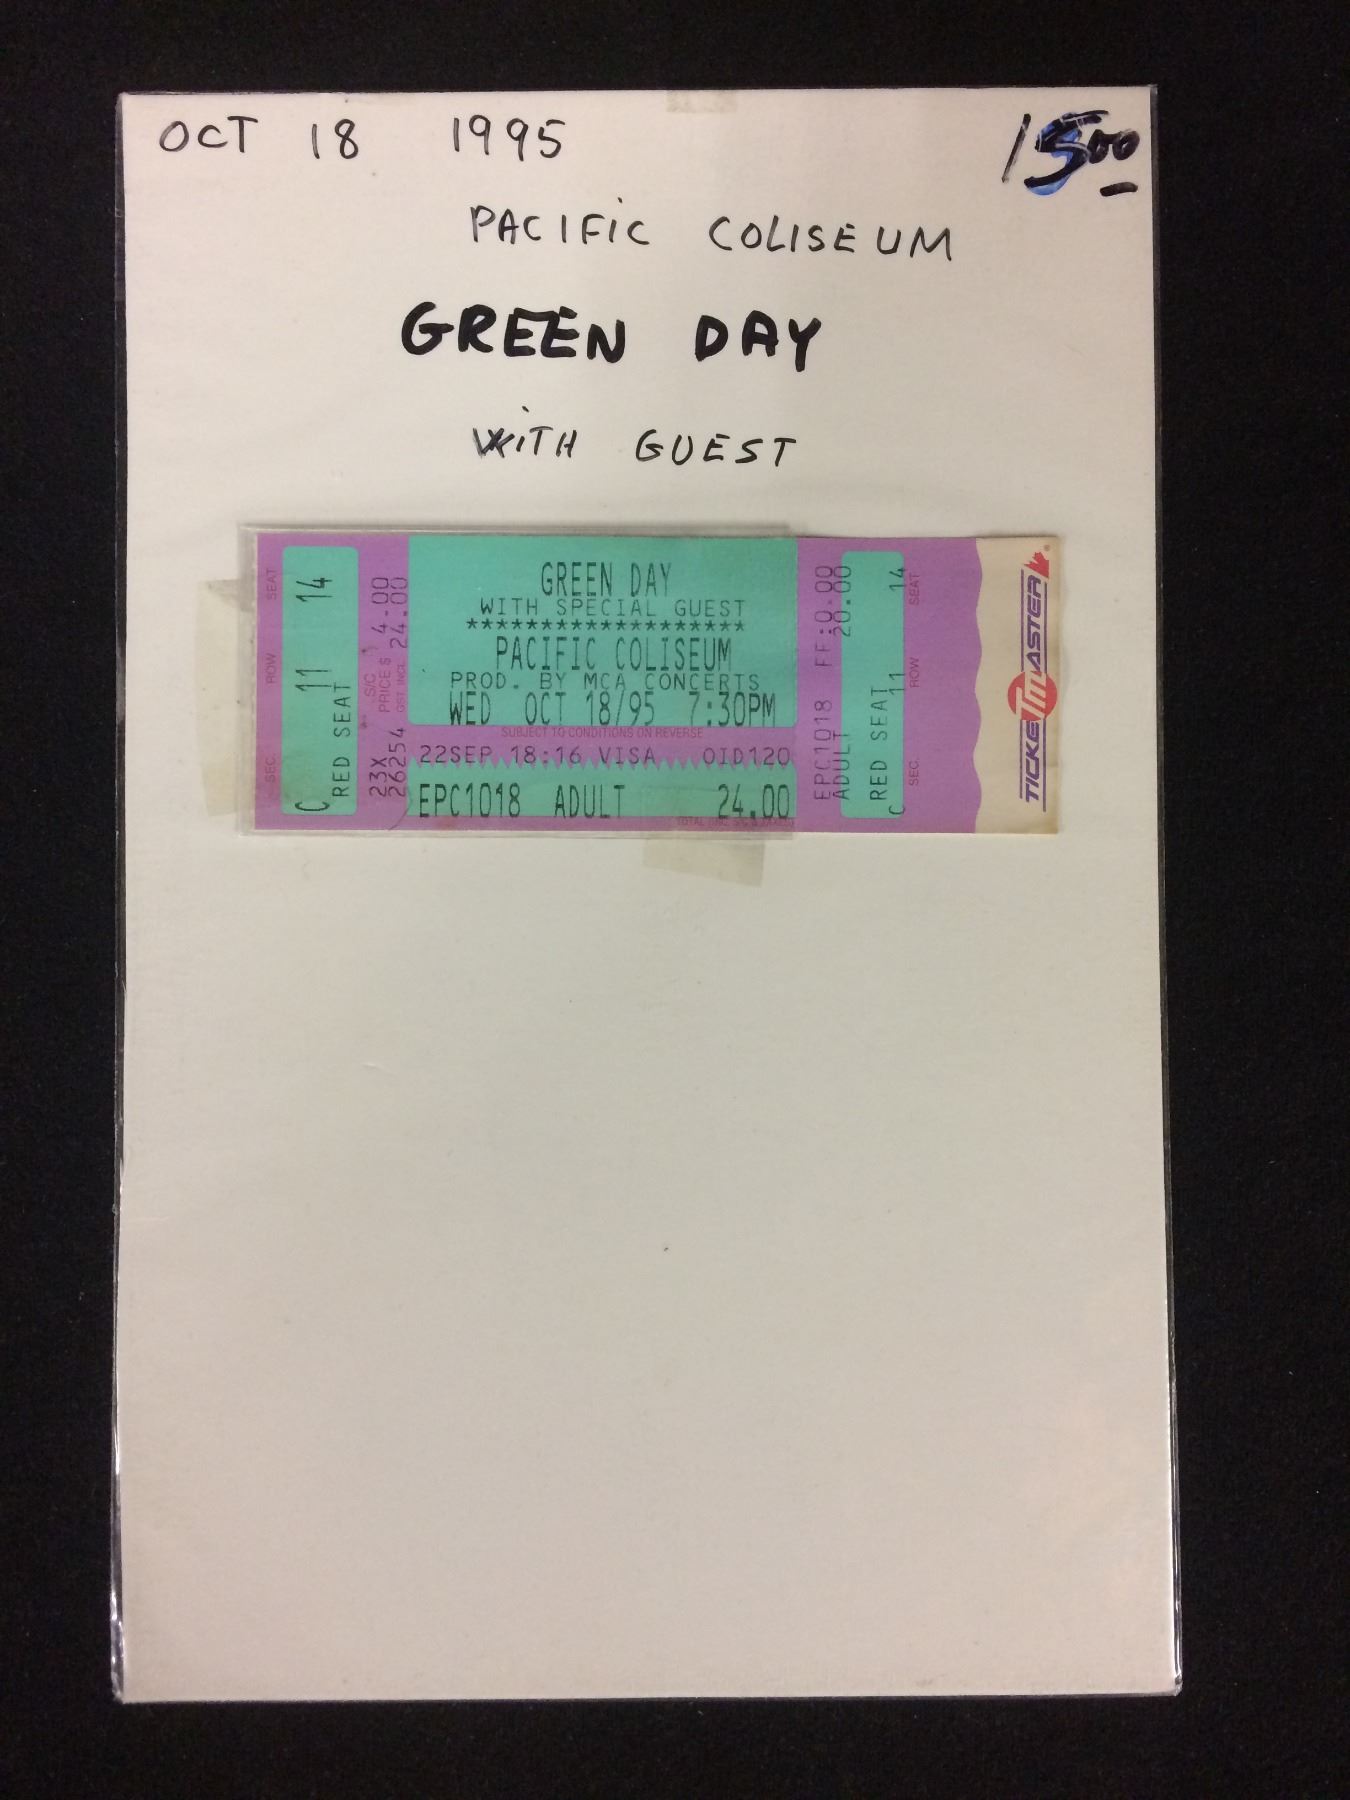 OCT 18 1995
1500
PACIFIC COLISEUM
GREEN DAY
WITH GUEST
SEC. ROW SEAT
C 11 14
RED SEAT
S/C 4.00
PRICE $ 24.00
GST INCL
23X
26254
GREEN DAY
WITH SPECIAL GUEST
*******************
PACIFIC COLISEUM
PROD. BY MCA CONCERTS
WED OCT 18/95 7:30PM
SUBJECT TO CONDITIONS ON REVERSE
22SEP 18:16 VISA OID120
EPC1018 ADULT 24.00
EPC1018 FF:0.00
ADULT 20.00
RED SEAT
C 11 14
SEC. ROW SEAT
TICKETMASTER